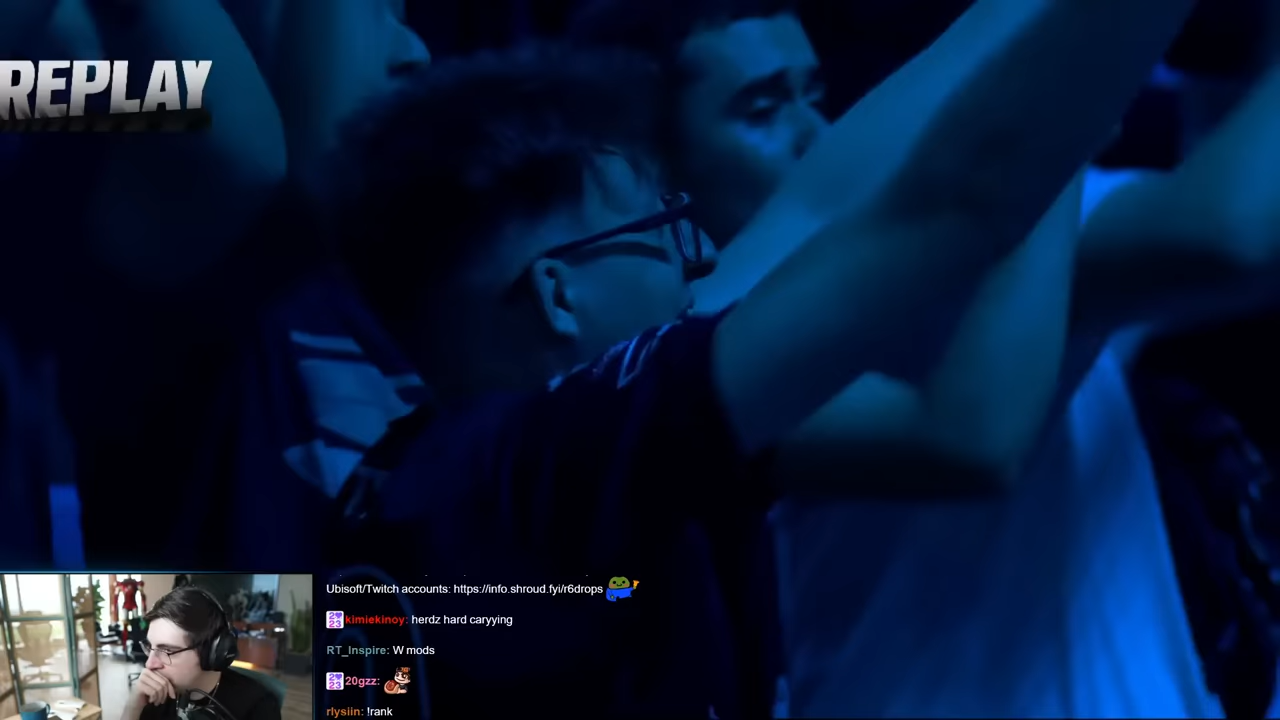 REPLAY
Ubisoft/Twitch accounts: https://info.shroud.fyi/r6drops
kimiekinoy: herdz hard caryying
RT_Inspire: W mods
20gzz:
rlysiin: !rank